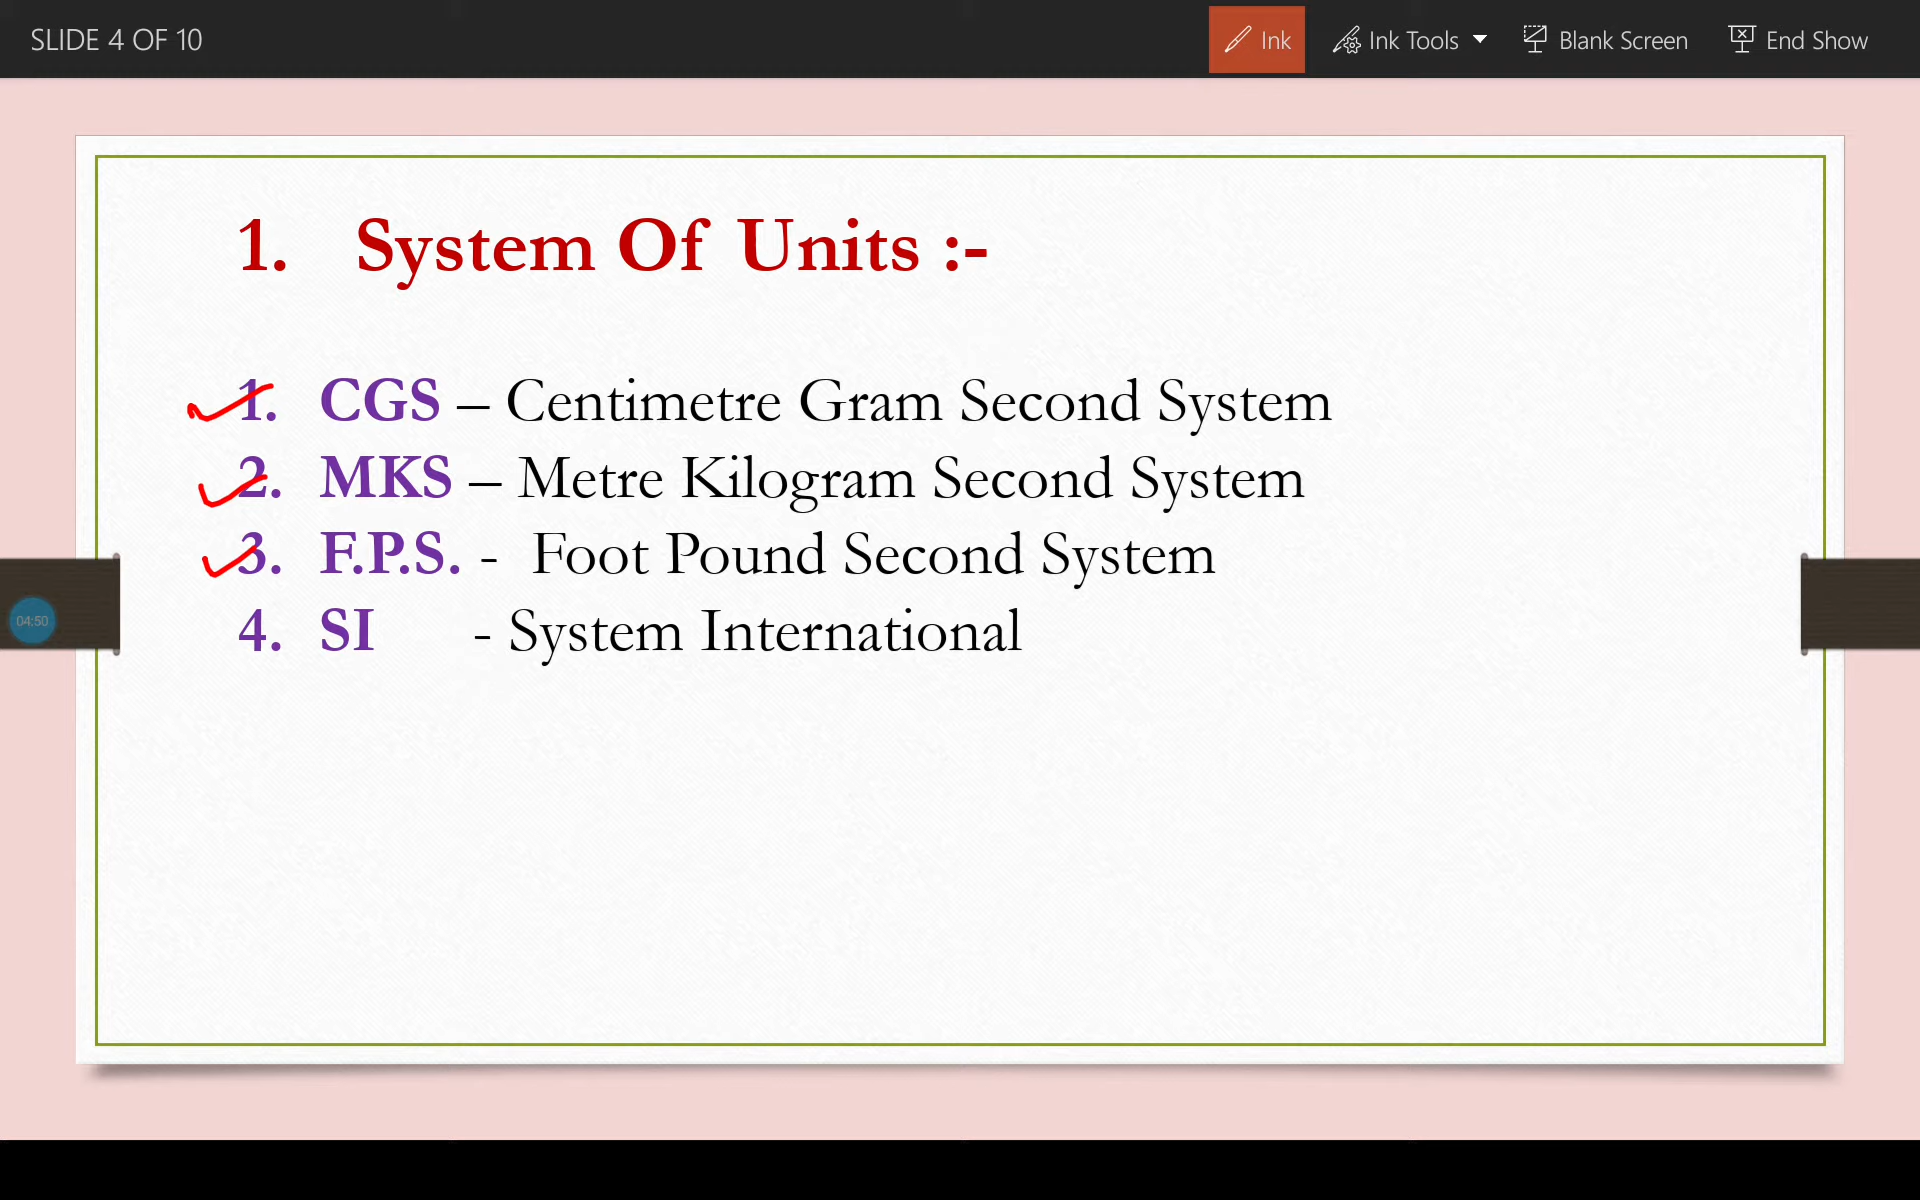 SLIDE 4 OF 10 Ink Ink Tools Blank Screen End Show
1. System Of Units :-
1. CGS – Centimetre Gram Second System
2. MKS – Metre Kilogram Second System
3. F.P.S. - Foot Pound Second System
04:50
4. SI - System International